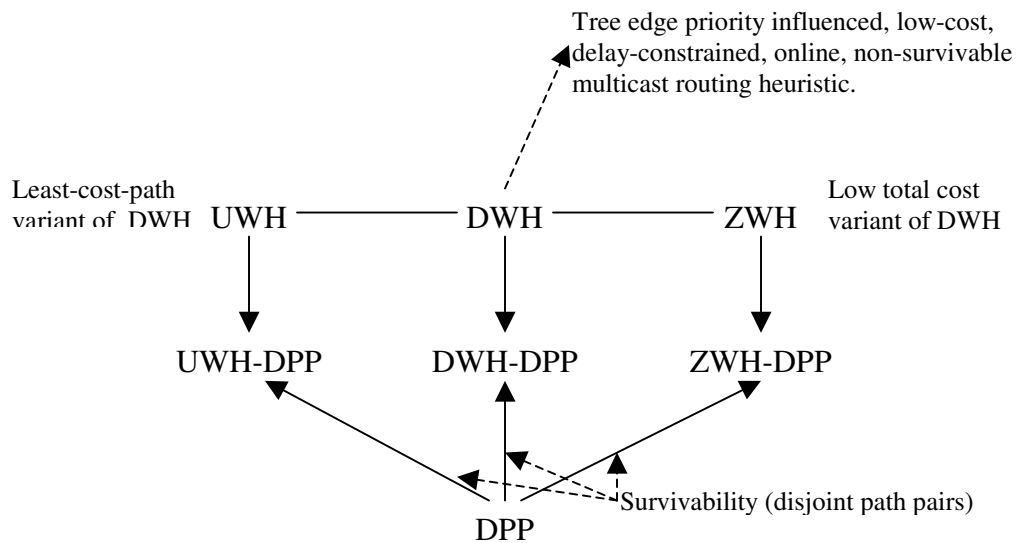 Tree edge priority influenced, low-cost,
delay-constrained, online, non-survivable
multicast routing heuristic.
Least-cost-path
variant of DWH
UWH
DWH
ZWH
Low total cost
variant of DWH
UWH-DPP
DWH-DPP
ZWH-DPP
Survivability (disjoint path pairs)
DPP